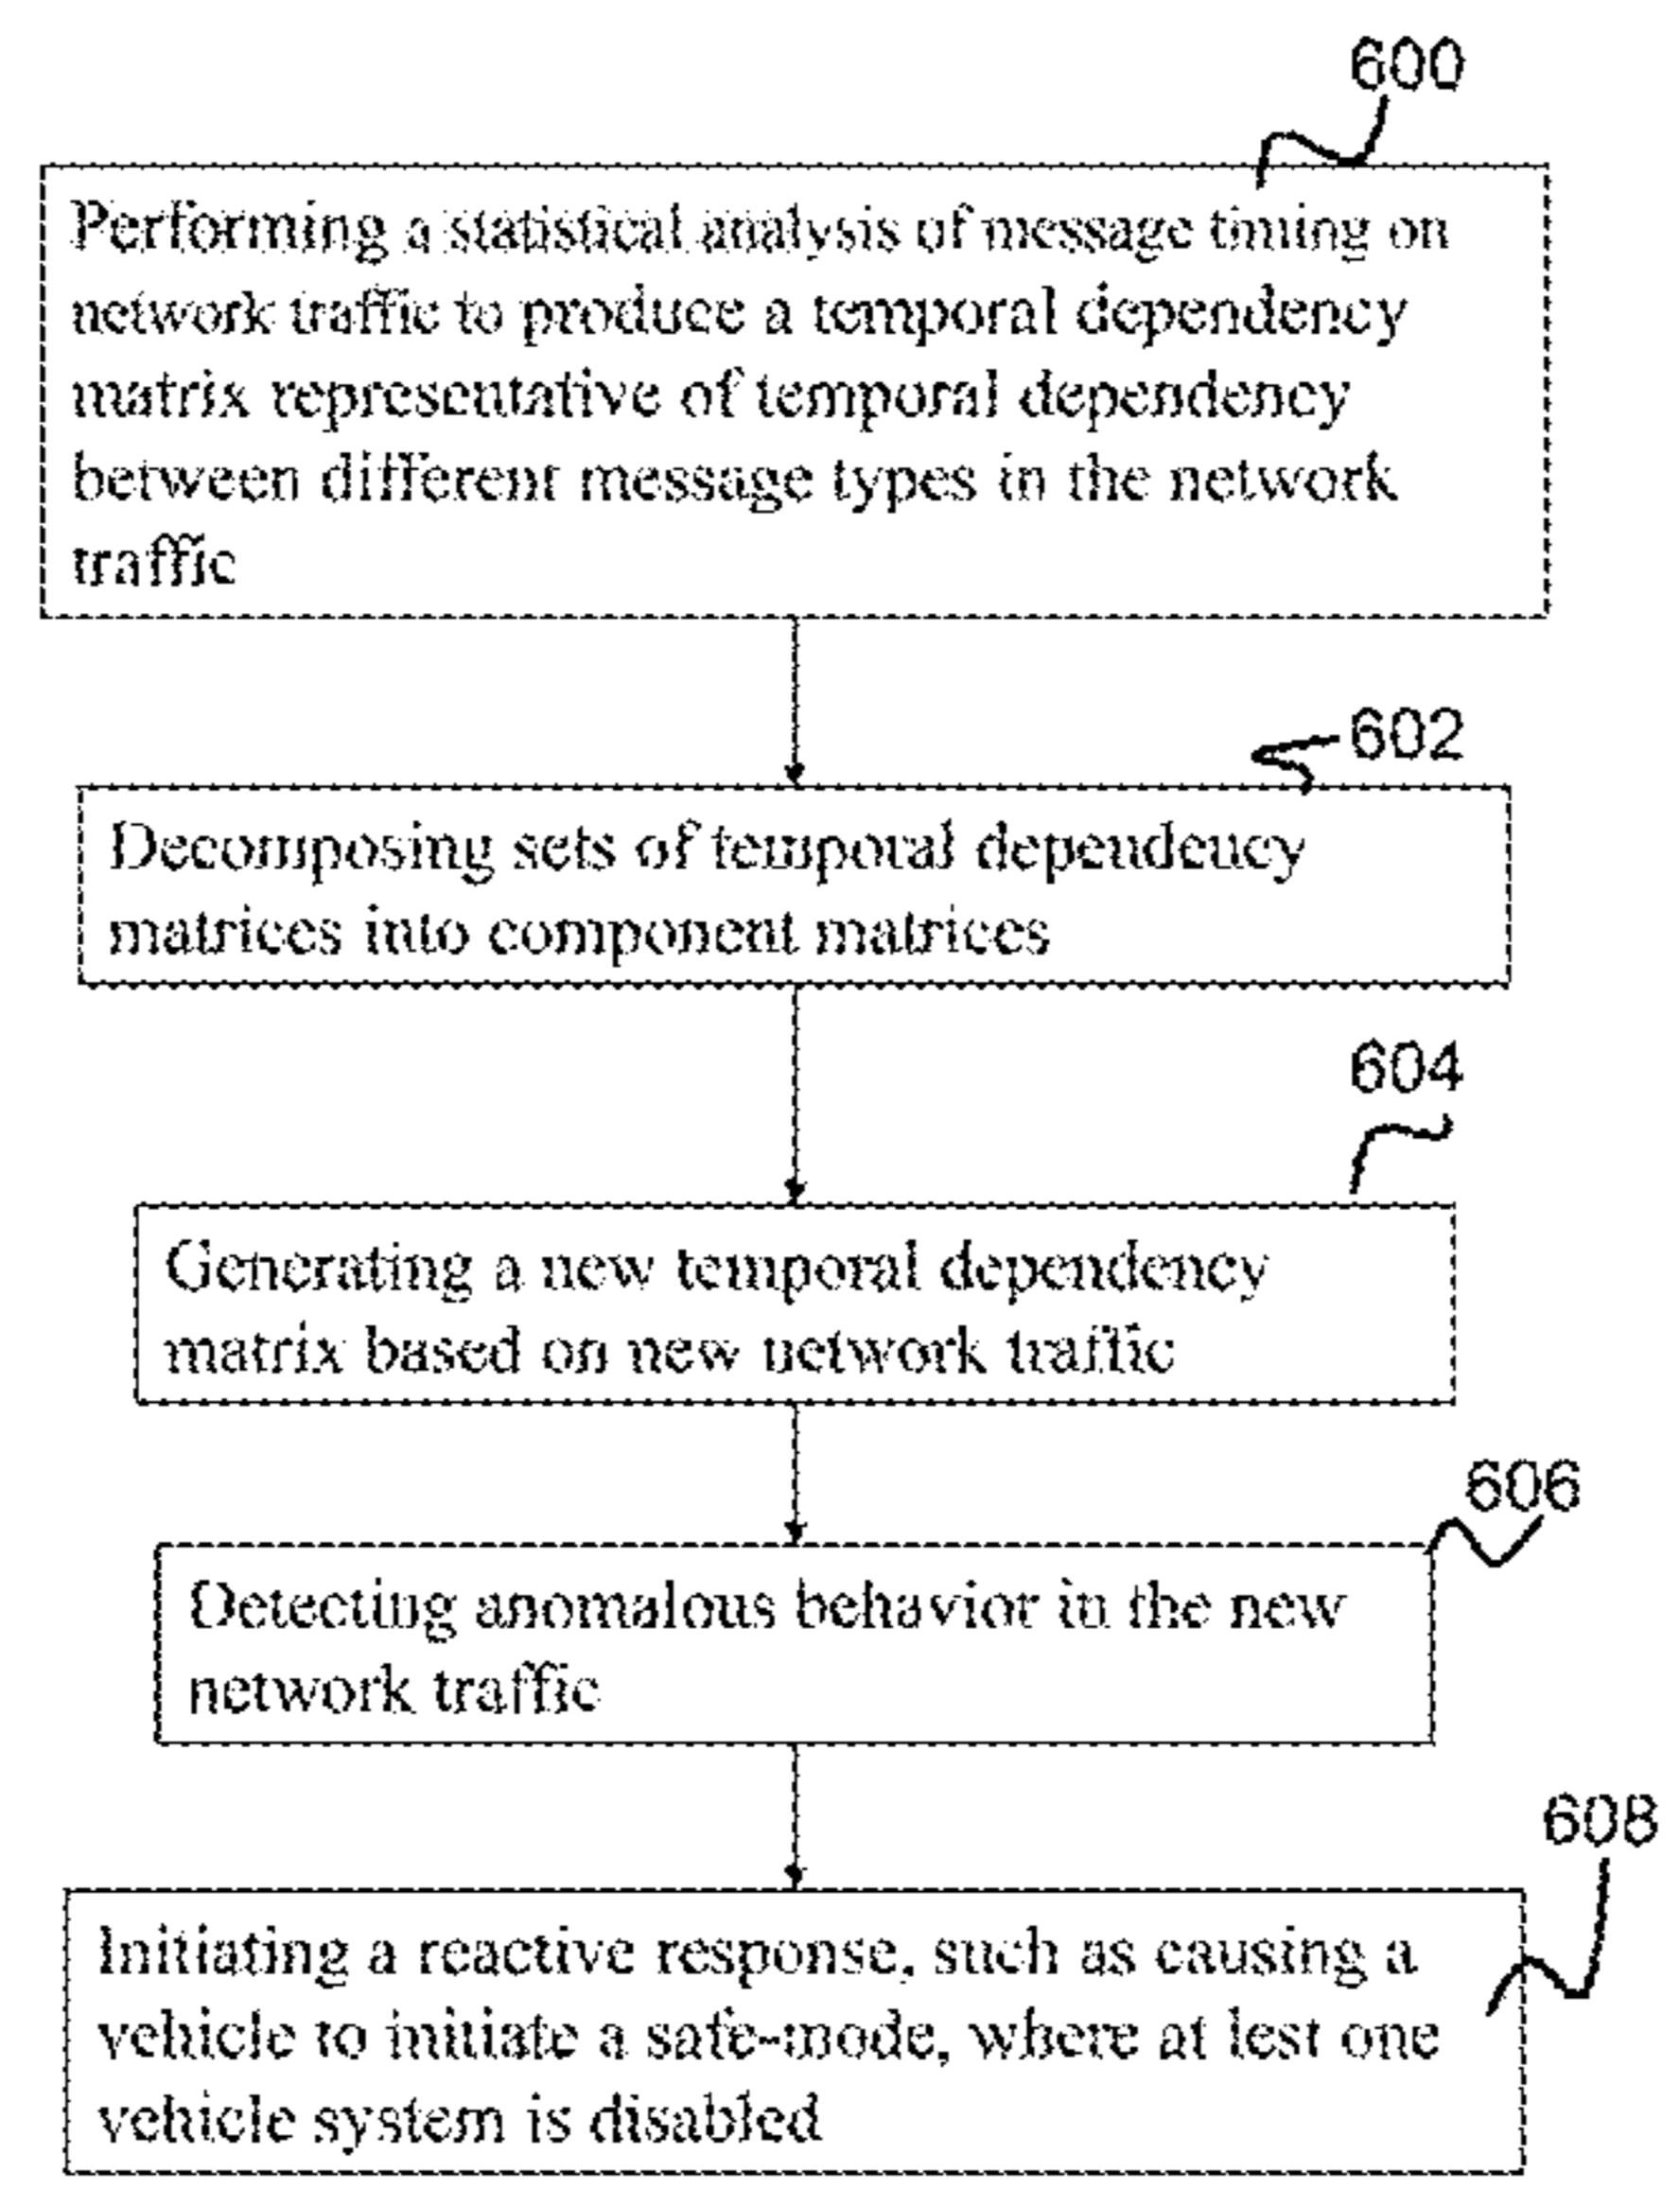 600
Performing a statistical analysis of message timing on
network traffic to produce a temporal dependency
matrix representative of temporal dependency
between different message types in the network
traffic
602
Decomposing sets of temporal dependency
matrices into component matrices
604
Generating a new temporal dependency
matrix based on new network traffic
606
Detecting anomalous behavior in the new
network traffic
608
Initiating a reactive response, such as causing a
vehicle to initiate a safe-mode, where at lest one
vehicle system is disabled